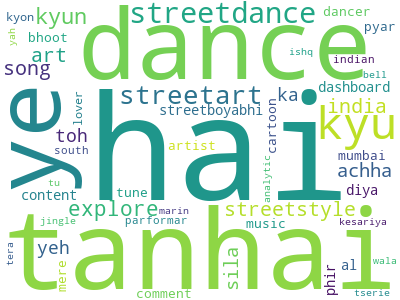 kyon
kyun
streetdance
dancer
yah
bhoot
dance
pyar
art
ishq
indian
song
bell
ye
hai
streetart
ka
dashboard
lover
toh
streetboyabhi
cartoon
india
kyu
south
artist
analytic
mumbai
achha
tu
content
tune
diya
explore
streetstyle
jingle
marin
kesariya
parformar
music
tanhai
tera
yeh
mere
sila
phir
al
wala
comment
tserie